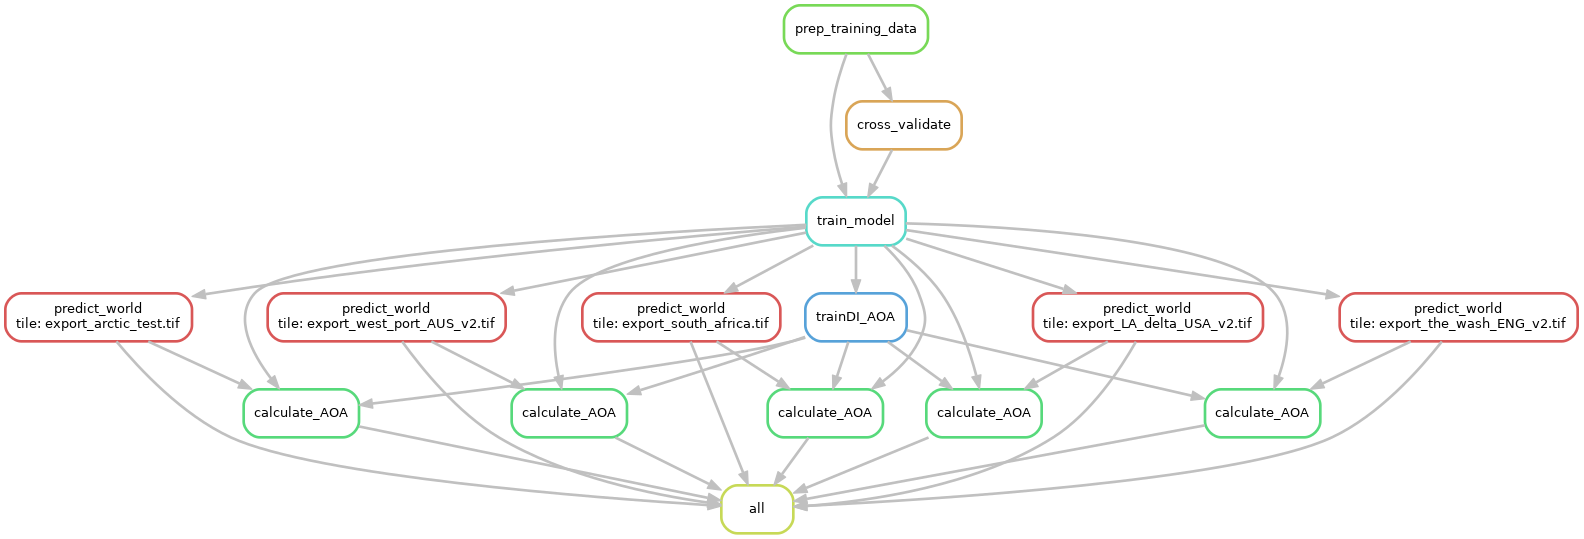 prep_training_data
cross_validate
train_model
predict_world
tile: export_arctic_test.tif
predict_world
tile: export_west_port_AUS_v2.tif
predict_world
tile: export_south_africa.tif
trainDI_AOA
predict_world
tile: export_LA_delta_USA_v2.tif
predict_world
tile: export_the_wash_ENG_v2.tif
calculate_AOA
calculate_AOA
calculate_AOA
calculate_AOA
calculate_AOA
all